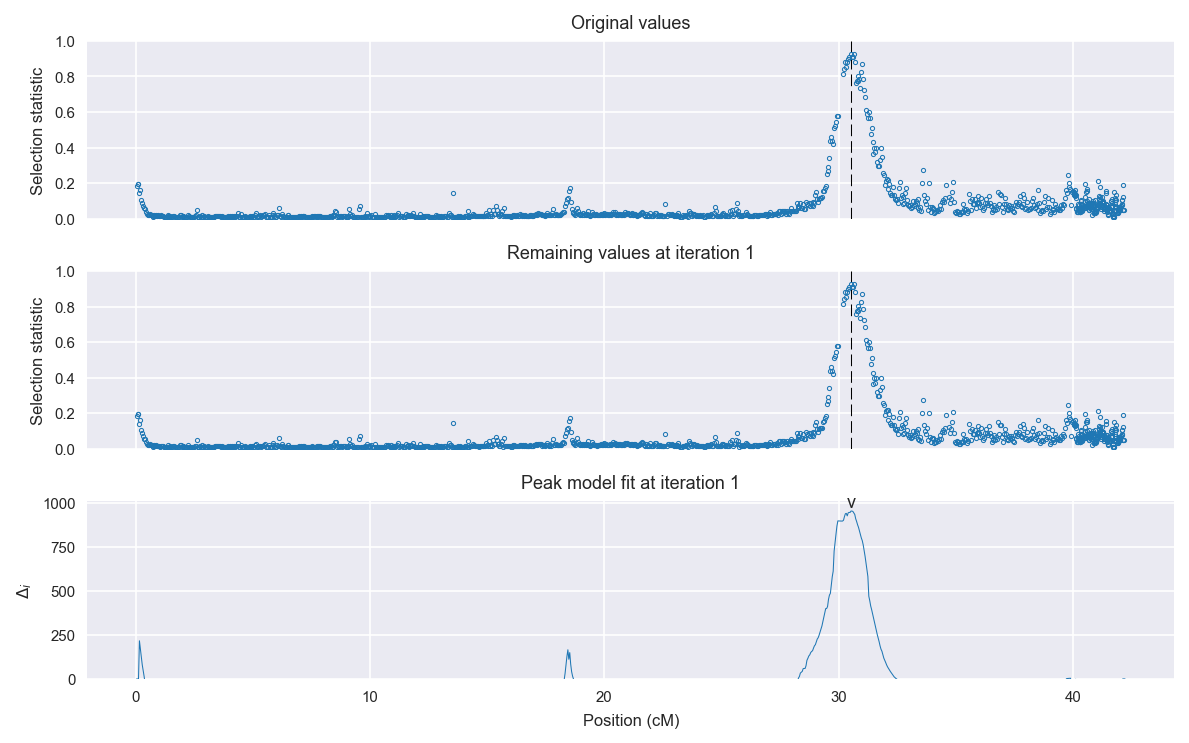 Original values
Selection statistic
1.0
0.8
0.6
0.4
0.2
0.0
Remaining values at iteration 1
Selection statistic
1.0
0.8
0.6
0.4
0.2
0.0
Peak model fit at iteration 1
Δi
1000
750
500
250
0
v
0 10 20 30 40
Position (cM)